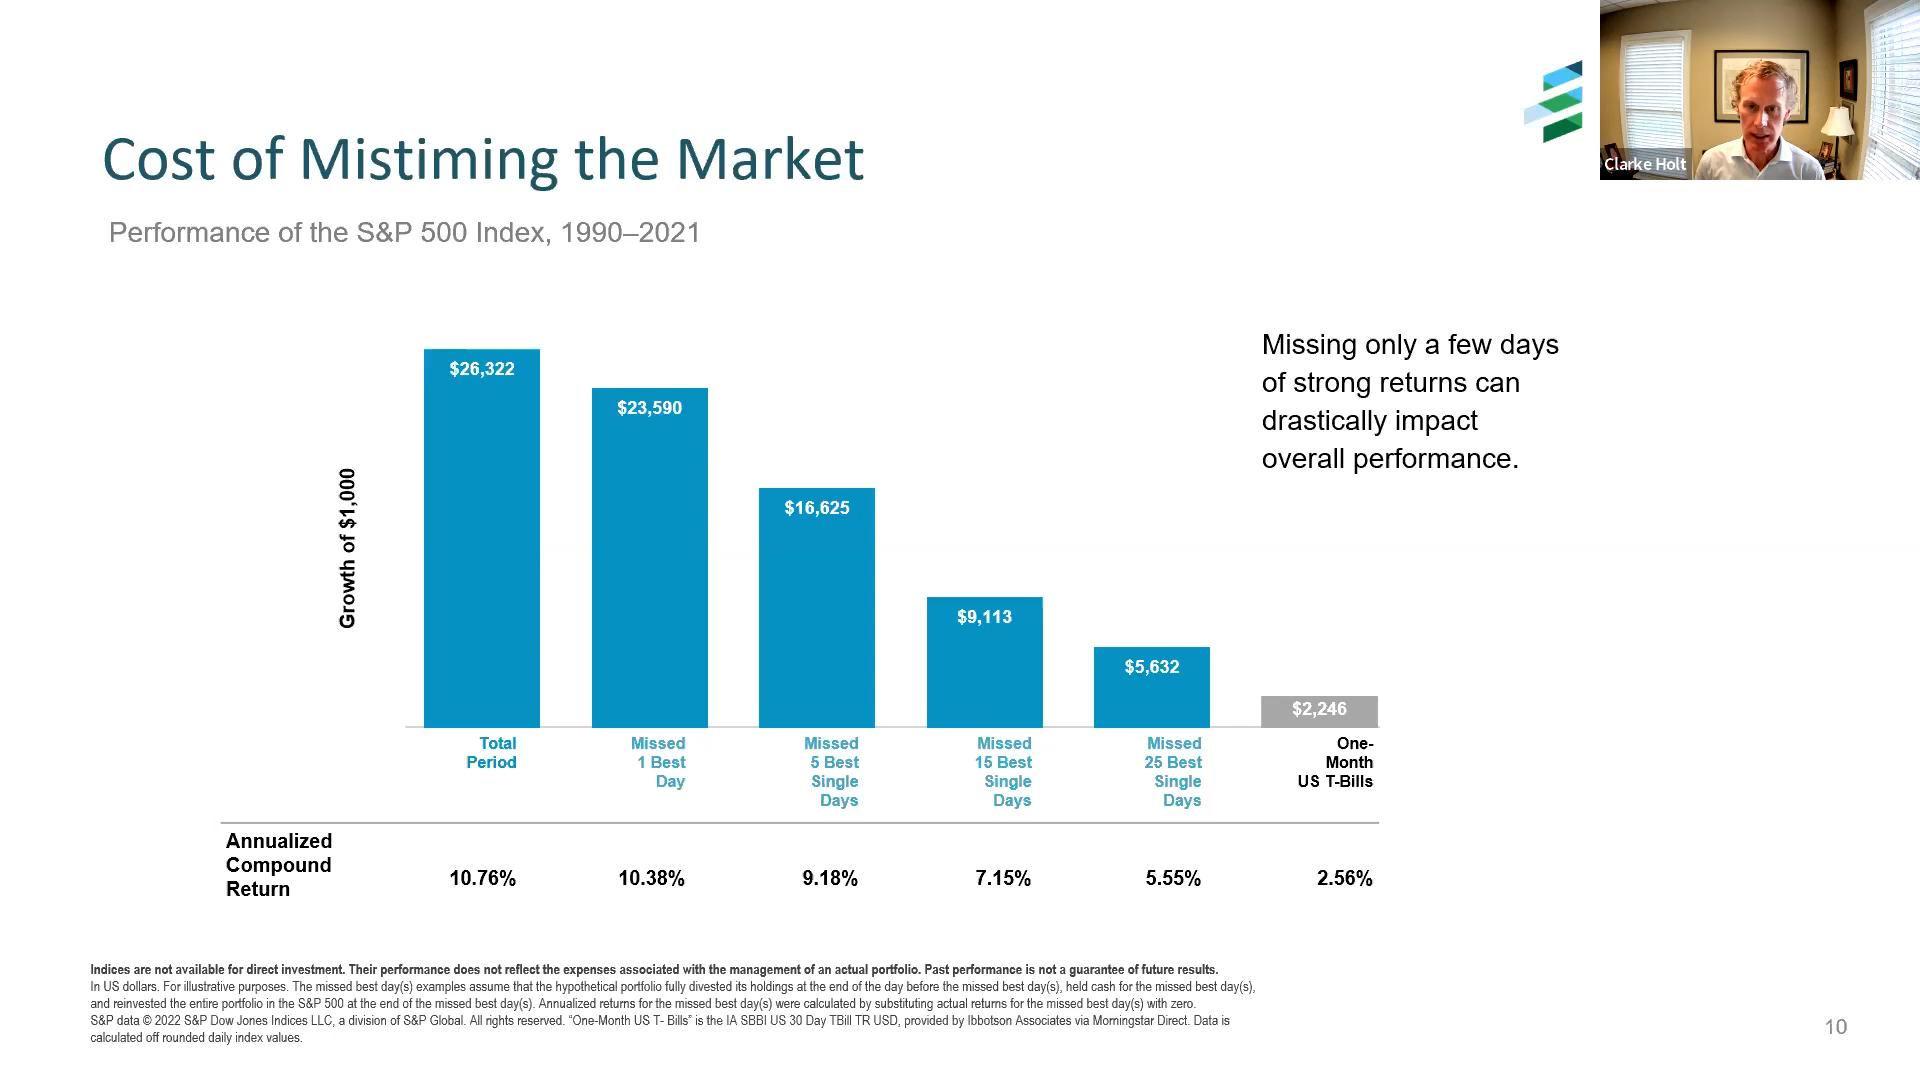 Clarke Holt
Cost of Mistiming the Market
Performance of the S&P 500 Index, 1990–2021
Missing only a few days
of strong returns can
drastically impact
overall performance.
Growth of $1,000
$26,322
$23,590
$16,625
$9,113
$5,632
$2,246
Total
Period
Missed
1 Best
Day
Missed
5 Best
Single
Days
Missed
15 Best
Single
Days
Missed
25 Best
Single
Days
One-
Month
US T-Bills
Annualized
Compound
Return
10.76%
10.38%
9.18%
7.15%
5.55%
2.56%
Indices are not available for direct investment. Their performance does not reflect the expenses associated with the management of an actual portfolio. Past performance is not a guarantee of future results.
In US dollars. For illustrative purposes. The missed best day(s) examples assume that the hypothetical portfolio fully divested its holdings at the end of the day before the missed best day(s), held cash for the missed best day(s),
and reinvested the entire portfolio in the S&P 500 at the end of the missed best day(s). Annualized returns for the missed best day(s) were calculated by substituting actual returns for the missed best day(s) with zero.
S&P data © 2022 S&P Dow Jones Indices LLC, a division of S&P Global. All rights reserved. “One-Month US T- Bills” is the IA SBBI US 30 Day TBill TR USD, provided by Ibbotson Associates via Morningstar Direct. Data is
calculated off rounded daily index values.
10